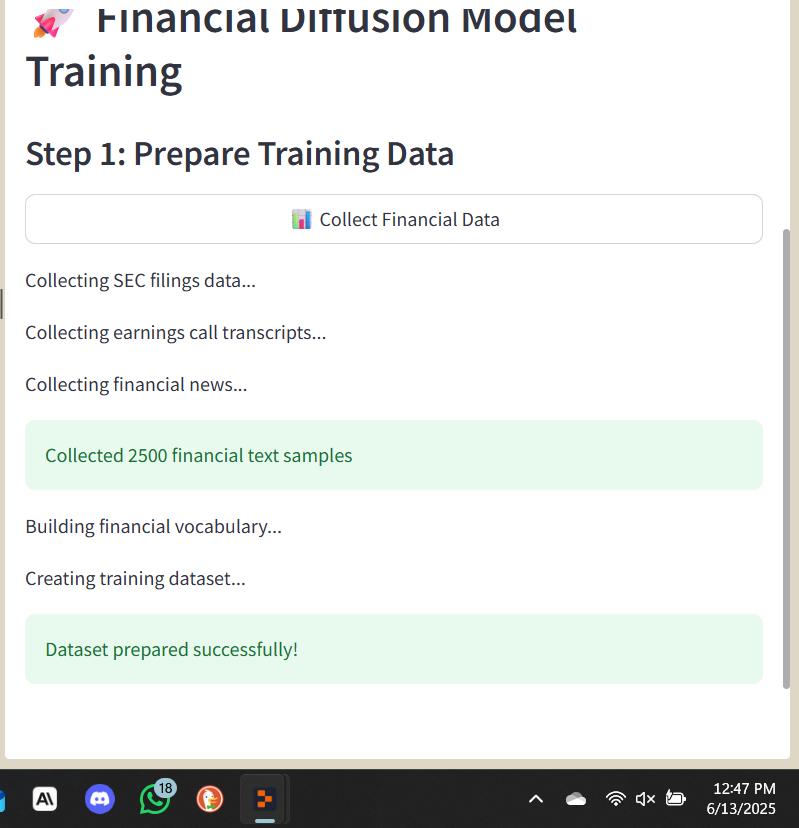 Financial Diffusion Model
Training
Step 1: Prepare Training Data
Collect Financial Data
Collecting SEC filings data...
Collecting earnings call transcripts...
Collecting financial news...
Collected 2500 financial text samples
Building financial vocabulary...
Creating training dataset...
Dataset prepared successfully!
A\
18
12:47 PM
6/13/2025